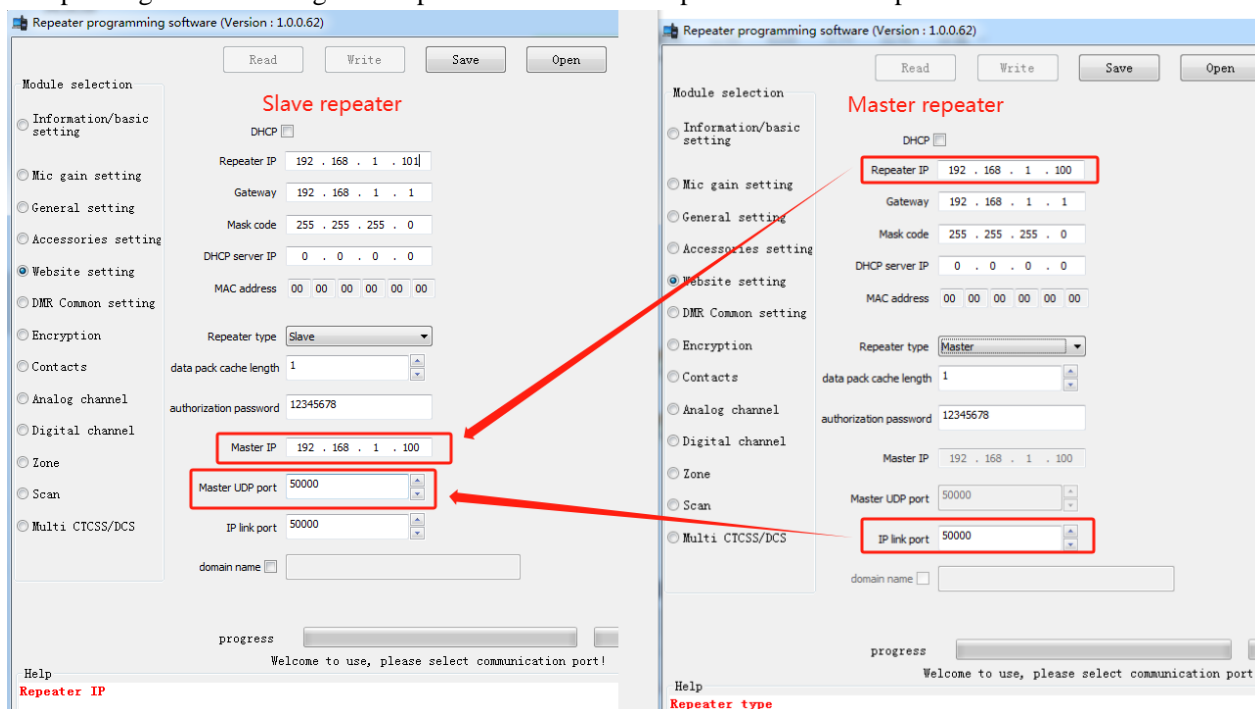 Repeater programming software (Version : 1.0.0.62)
Read Write Save Open
Module selection
Slave repeater
Information/basic
setting
DHCP
Repeater IP 192 . 168 . 1 . 101
Mic gain setting
Gateway 192 . 168 . 1 . 1
General setting
Mask code 255 . 255 . 255 . 0
Accessories setting
DHCP server IP 0 . 0 . 0 . 0
Website setting
MAC address 00 00 00 00 00 00
DMR Common setting
Encryption
Repeater type Slave
Contacts
data pack cache length 1
Analog channel
authorization password 12345678
Digital channel
Master IP 192 . 168 . 1 . 100
Zone
Master UDP port 50000
Scan
IP link port 50000
Multi CTCSS/DCS
domain name
progress
Welcome to use, please select communication port!
Help
Repeater IP
Repeater programming software (Version : 1.0.0.62)
Read Write Save Open
Module selection
Master repeater
Information/basic
setting
DHCP
Repeater IP 192 . 168 . 1 . 100
Mic gain setting
Gateway 192 . 168 . 1 . 1
General setting
Mask code 255 . 255 . 255 . 0
Accessories setting
DHCP server IP 0 . 0 . 0 . 0
Website setting
MAC address 00 00 00 00 00 00
DMR Common setting
Encryption
Repeater type Master
Contacts
data pack cache length 1
Analog channel
authorization password 12345678
Digital channel
Master IP 192 . 168 . 1 . 100
Zone
Master UDP port 50000
Scan
IP link port 50000
Multi CTCSS/DCS
domain name
progress
Welcome to use, please select communication port
Help
Repeater type